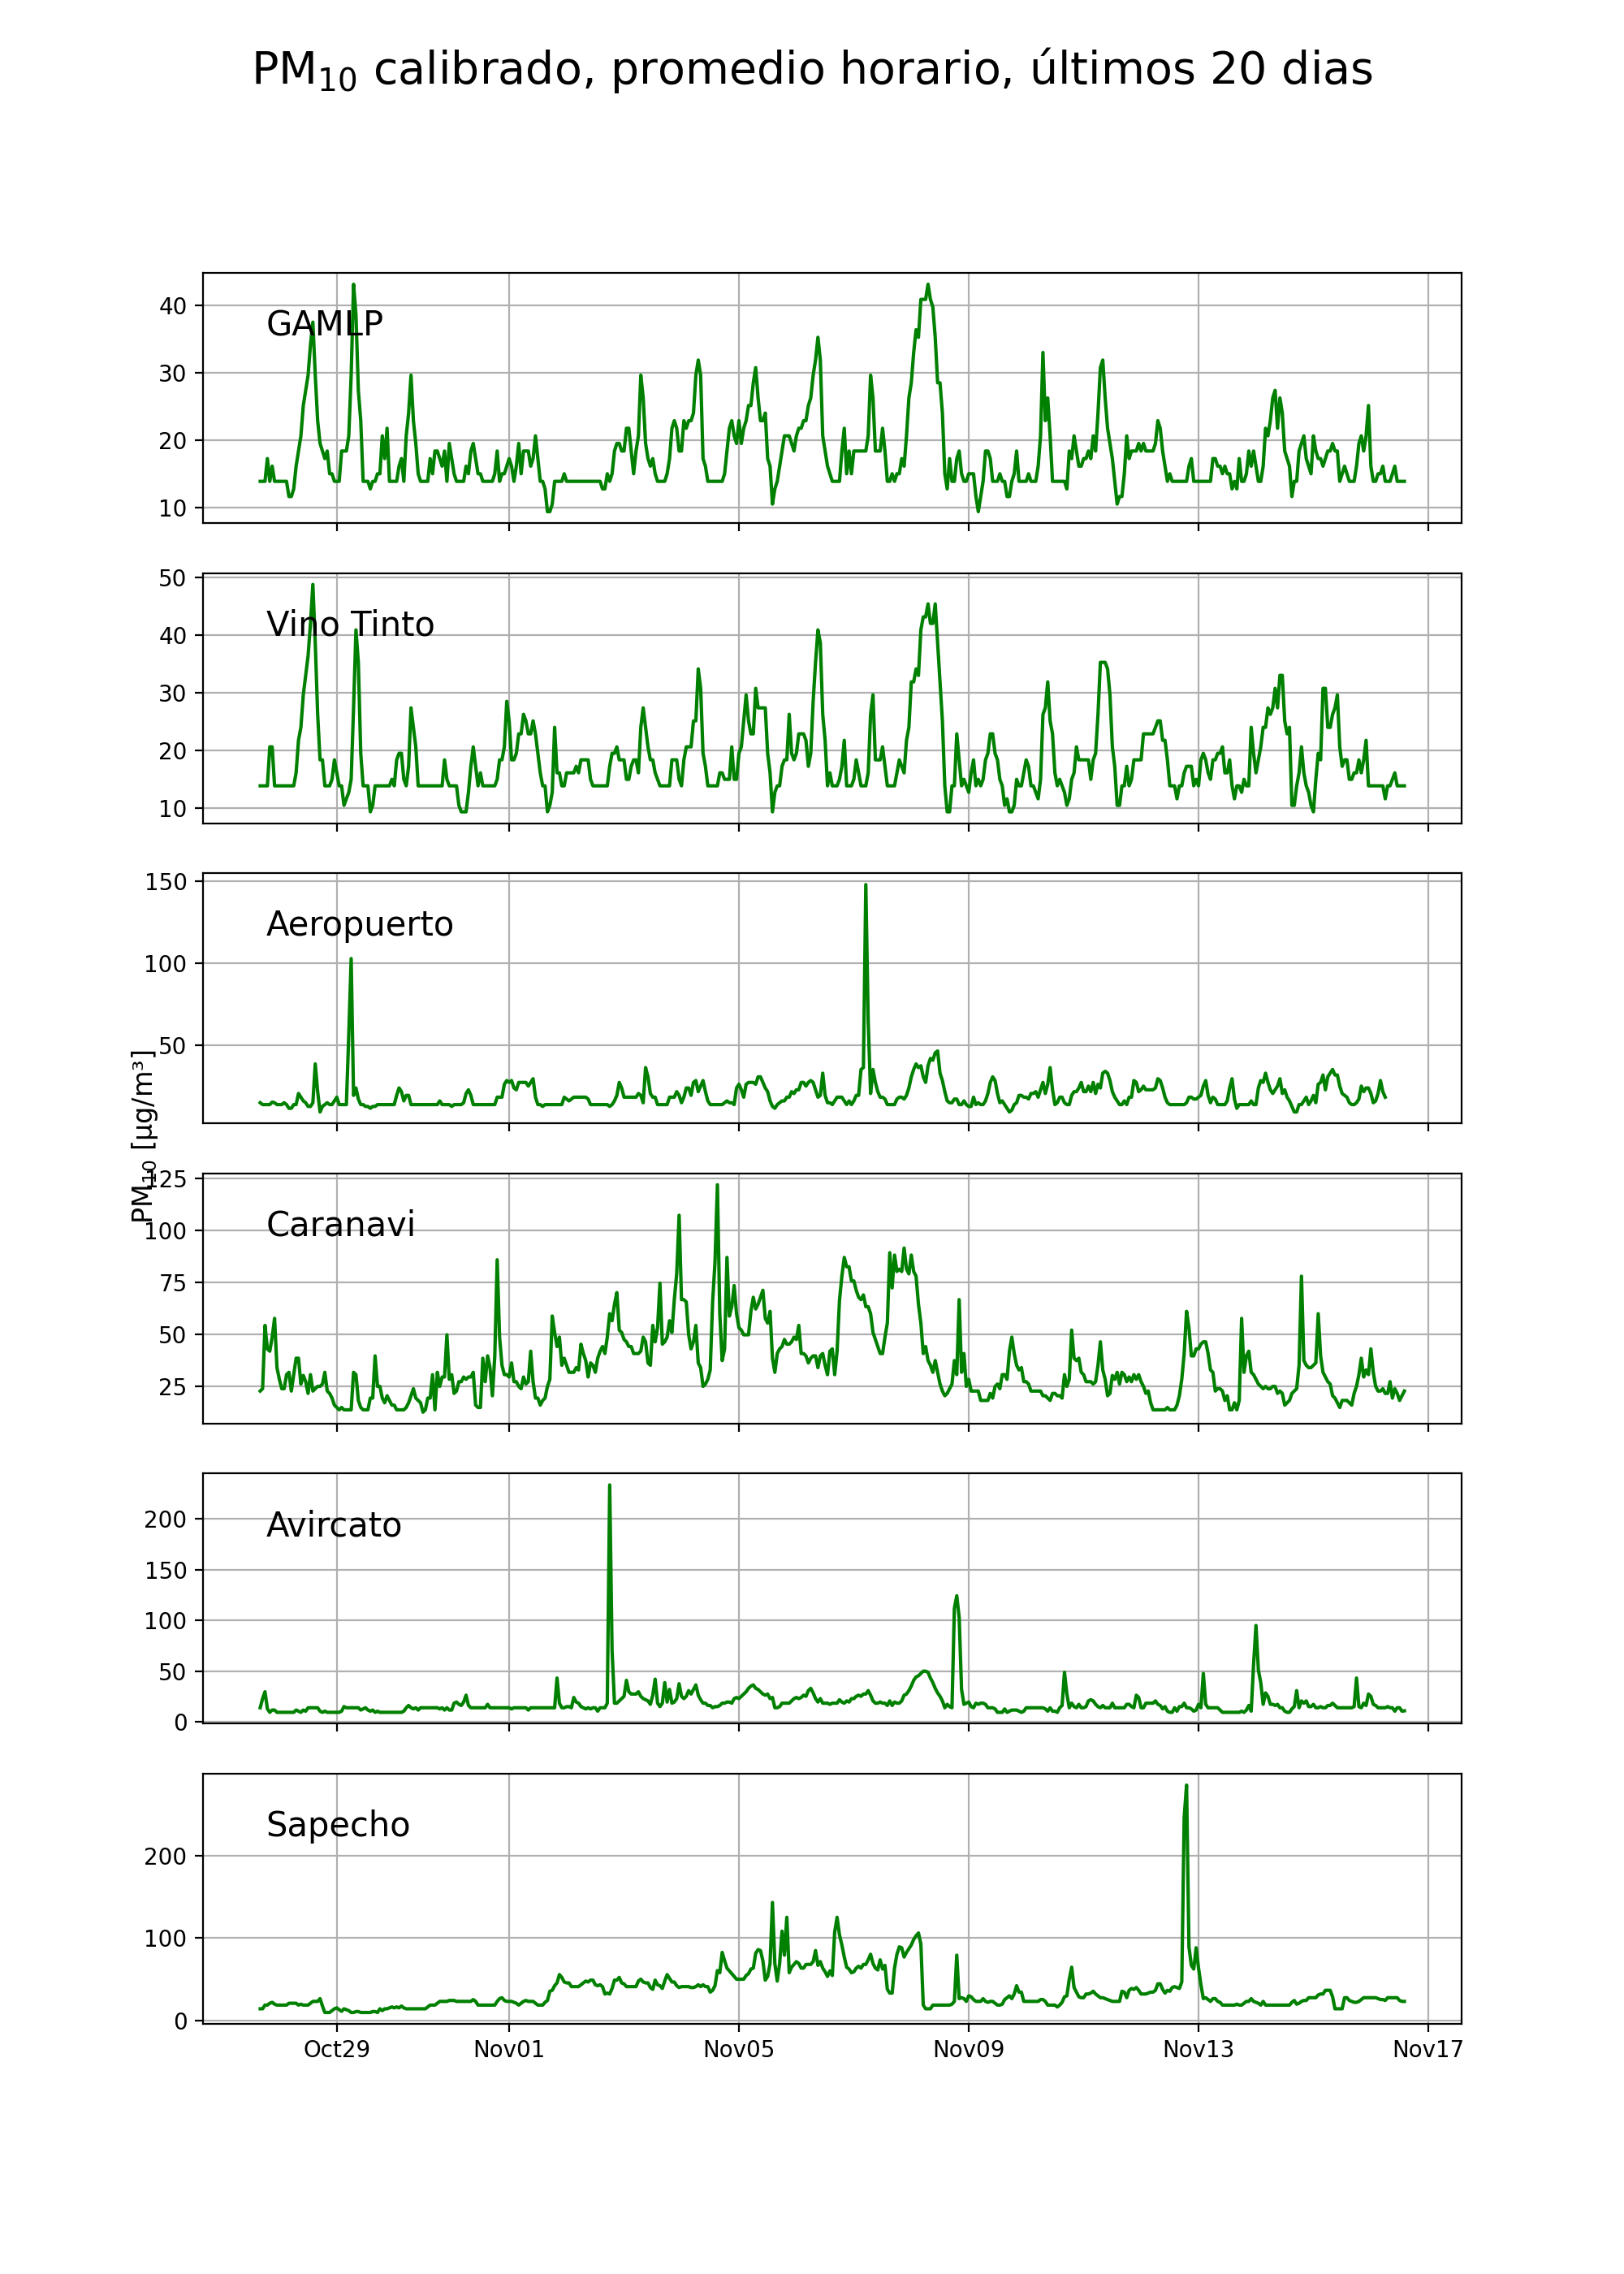 PM₁₀ calibrado, promedio horario, últimos 20 dias
GAMLP
40
30
20
10
Vino Tinto
50
40
30
20
10
Aeropuerto
150
100
50
PM₁₀ [µg/m³]
Caranavi
125
100
75
50
25
Avircato
200
150
100
50
0
Sapecho
200
100
0
Oct29 Nov01 Nov05 Nov09 Nov13 Nov17